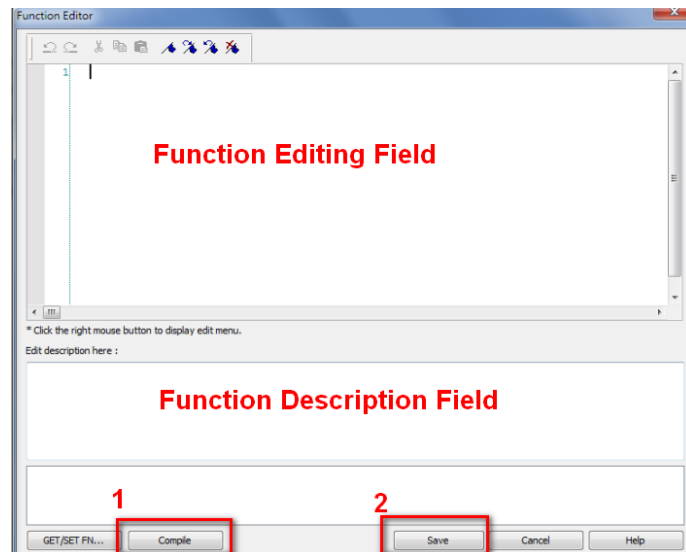 Function Editor
1
Function Editing Field
* Click the right mouse button to display edit menu.
Edit description here :
Function Description Field
1
2
GET/SET FN... Compile Save Cancel Help